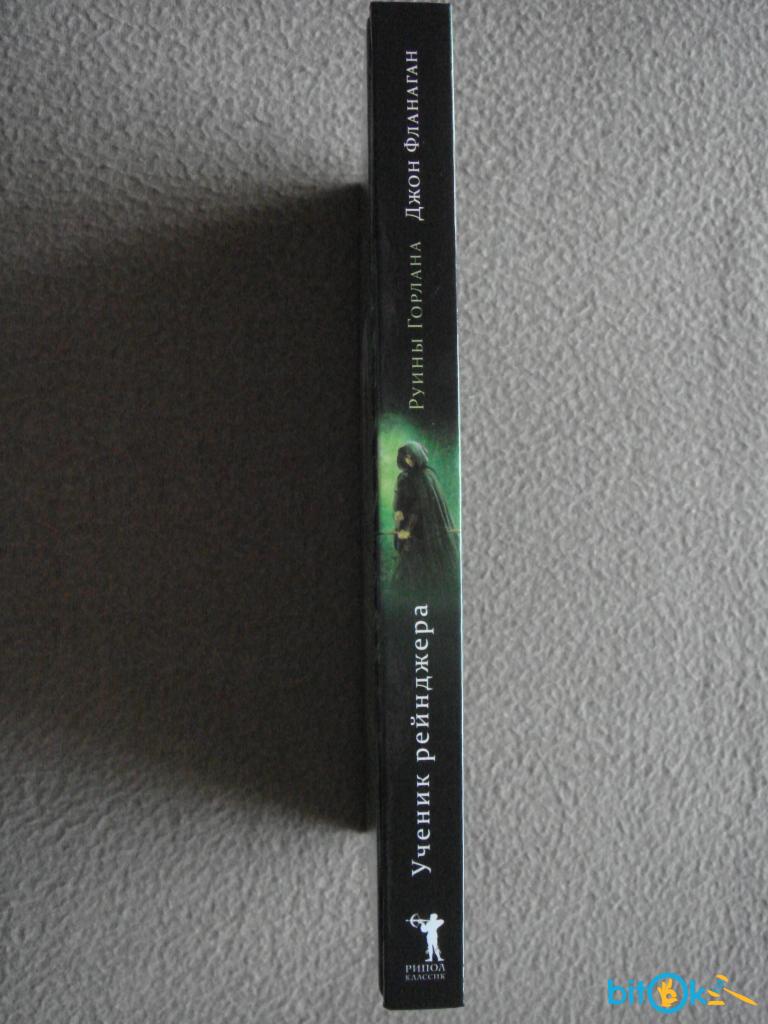 Ученик рейнджера
Руины Горлана
Джон Фланаган
РИПОЛ
КЛАССИК
bitOk